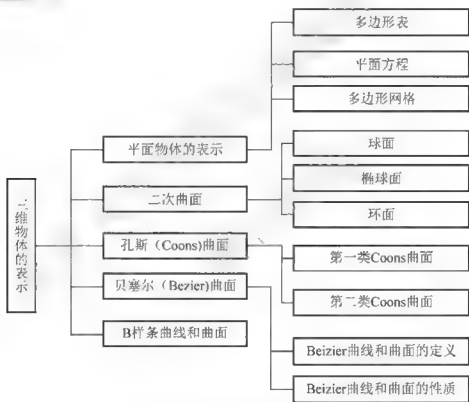 三维物体的表示
平面物体的表示
二次曲面
孔斯（Coons)曲面
贝塞尔（Bezier)曲面
B样条曲线和曲面
多边形表
平面方程
多边形网格
球面
椭球面
环面
第一类Coons曲面
第二类Coons曲面
Beizier曲线和曲面的定义
Beizier曲线和曲面的性质